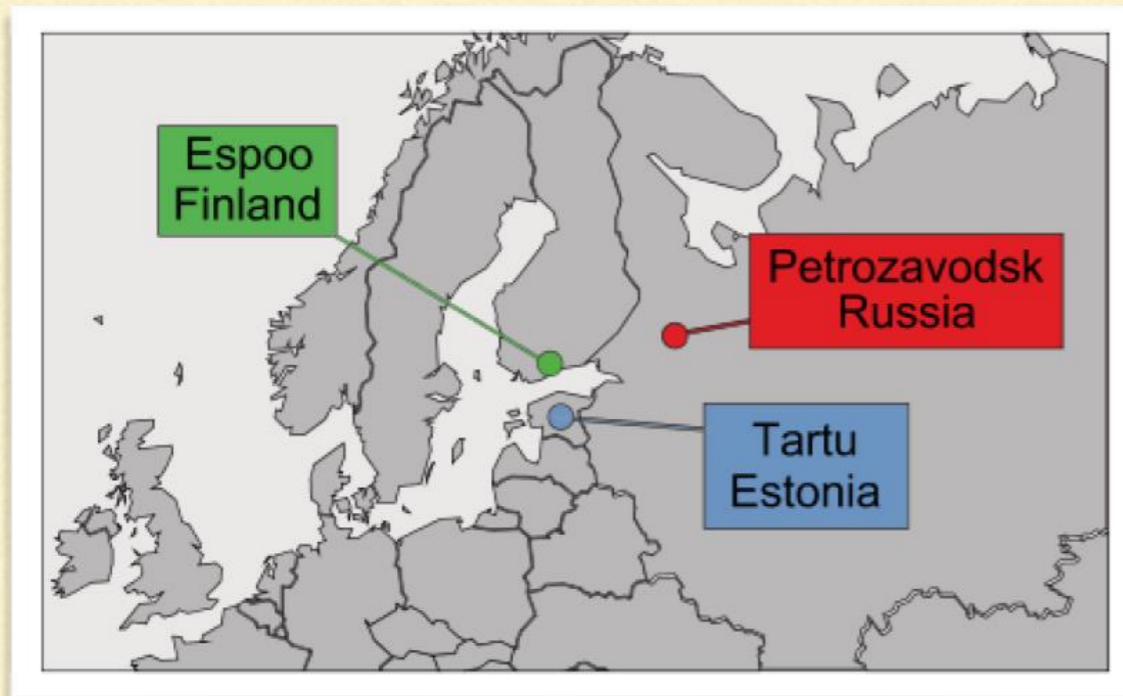 Espoo
Finland
Petrozavodsk
Russia
Tartu
Estonia